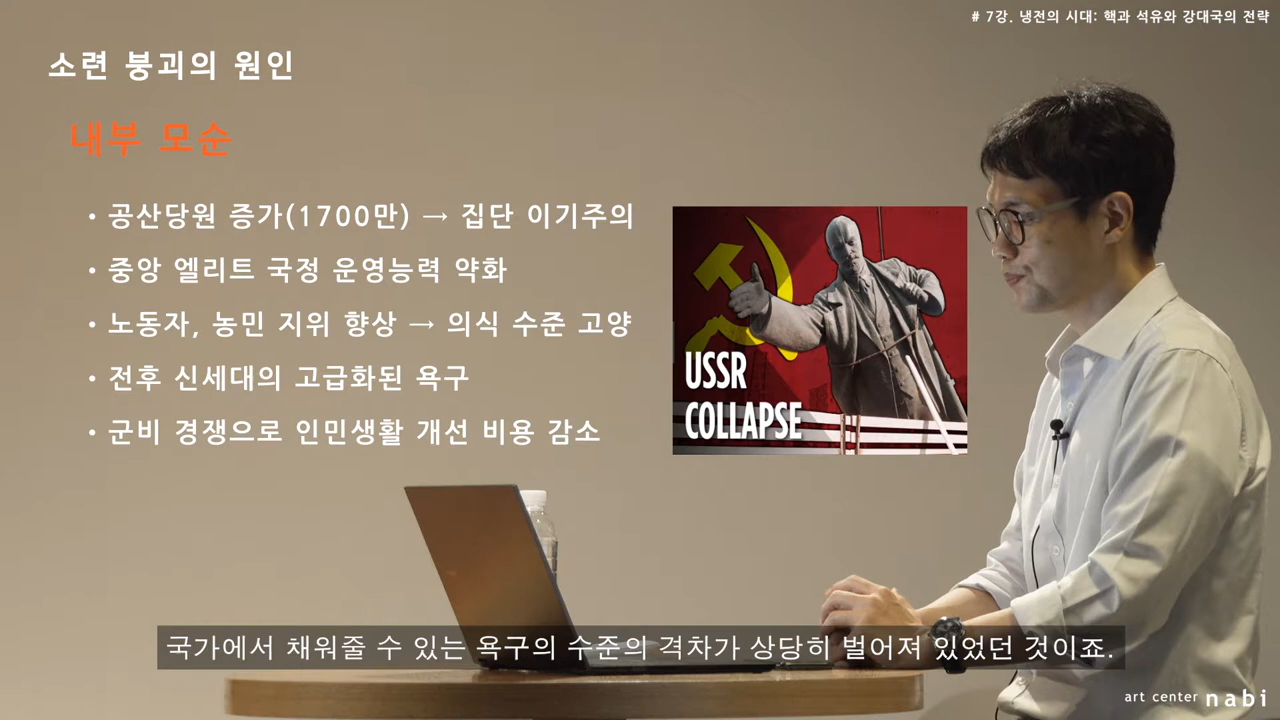 # 7강. 냉전의 시대: 핵과 석유와 강대국의 전략
소련 붕괴의 원인
내부 모순
• 공산당원 증가(1700만) → 집단 이기주의
• 중앙 엘리트 국정 운영능력 약화
• 노동자, 농민 지위 향상 → 의식 수준 고양
• 전후 신세대의 고급화된 욕구
• 군비 경쟁으로 인민생활 개선 비용 감소
USSR
COLLAPSE
국가에서 채워줄 수 있는 욕구의 수준의 격차가 상당히 벌어져 있었던 것이죠.
art center nabi